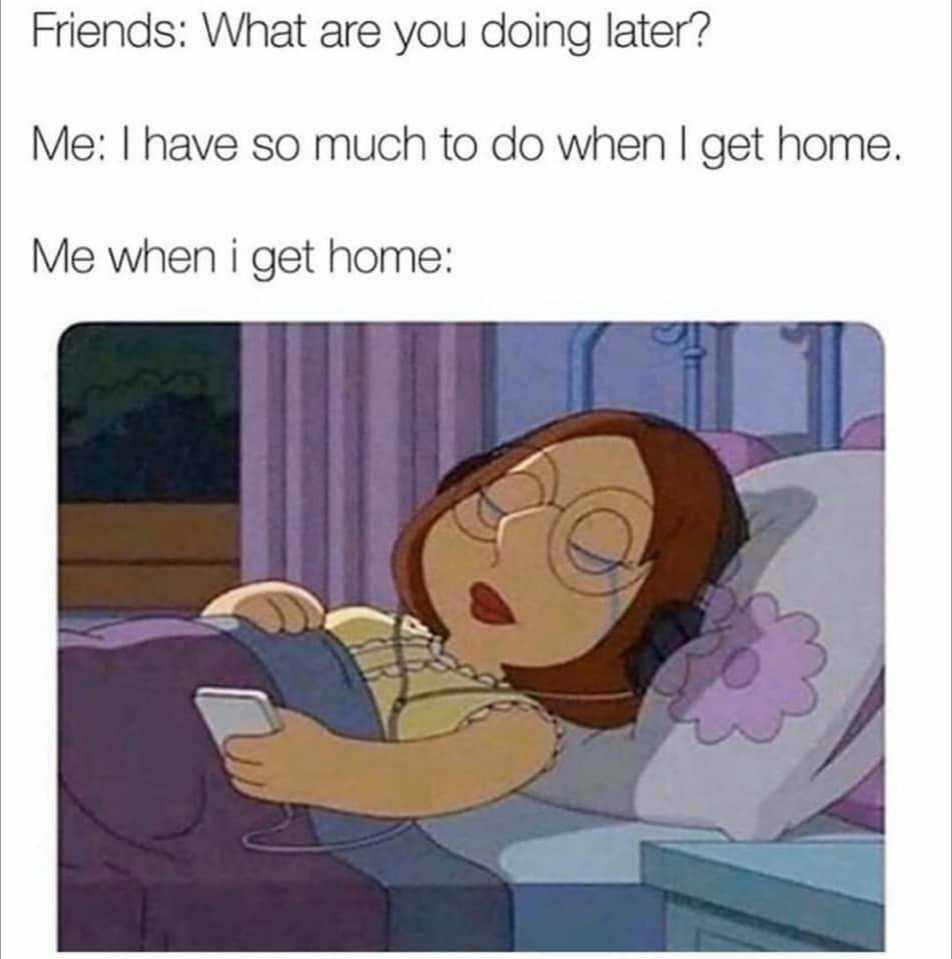 Friends: What are you doing later?
Me: I have so much to do when I get home.
Me when i get home: